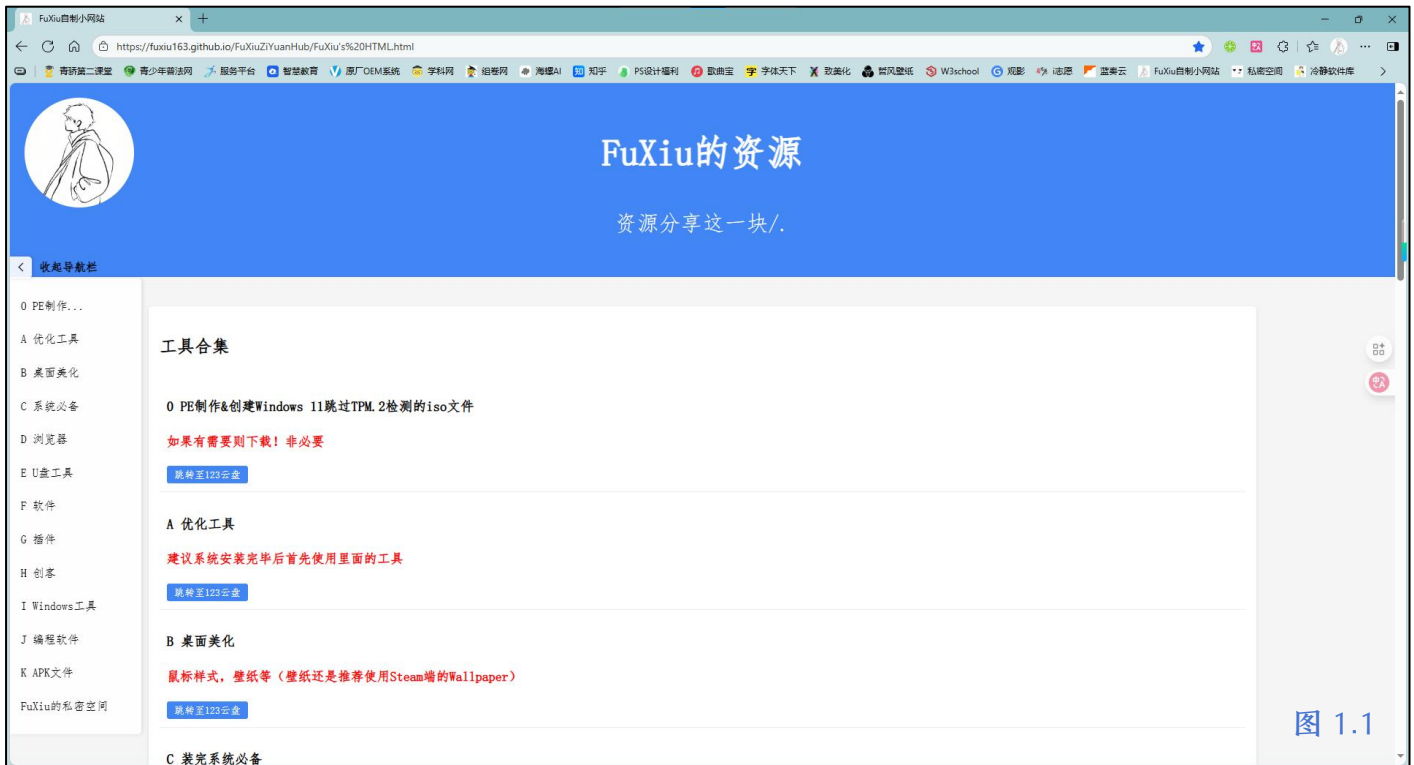 FuXiu自制小网站
https://fuxiu163.github.io/FuXiuZiYuanHub/FuXiu's%20HTML.html
青骄第二课堂 青少年普法网 服务平台 智慧教育 原厂OEM系统 学科网 组卷网 海螺AI 知乎 PS设计福利 歌曲宝 字体天下 致美化 哲风壁纸 W3school 观影 i志愿 蓝奏云 FuXiu自制小网站 私密空间 冷静软件库
FuXiu的资源
资源分享这一块/.
收起导航栏
0 PE制作...
A 优化工具
B 桌面美化
C 系统必备
D 浏览器
E U盘工具
F 软件
G 插件
H 创客
I Windows工具
J 编程软件
K APK文件
FuXiu的私密空间
工具合集
0 PE制作&创建Windows 11跳过TPM.2检测的iso文件
如果有需要则下载！非必要
跳转至123云盘
A 优化工具
建议系统安装完毕后首先使用里面的工具
跳转至123云盘
B 桌面美化
鼠标样式，壁纸等（壁纸还是推荐使用Steam端的Wallpaper）
跳转至123云盘
C 装完系统必备
图 1.1